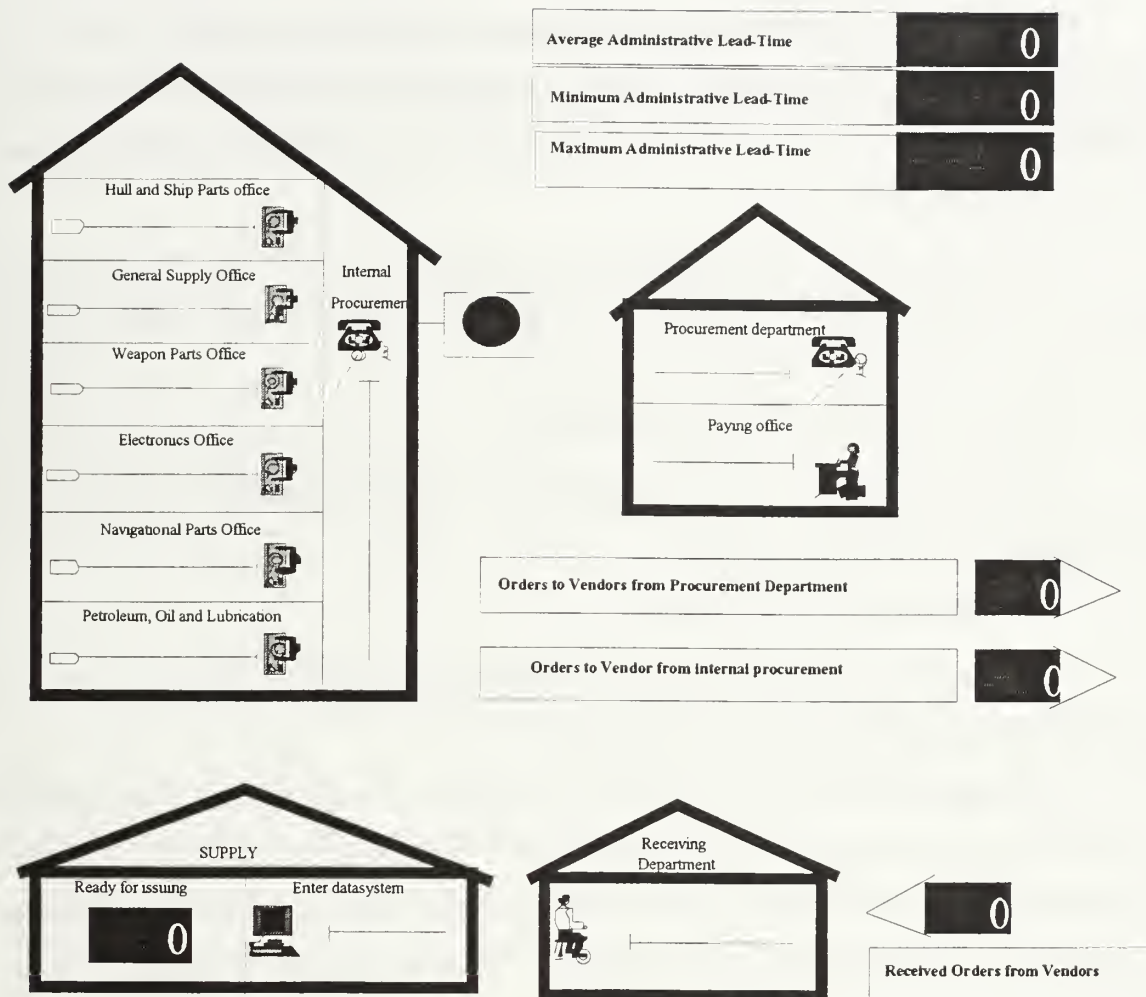 Average Administrative Lead-Time 0
Minimum Administrative Lead-Time 0
Maximum Administrative Lead-Time 0
Hull and Ship Parts office
General Supply Office
Weapon Parts Office
Electronics Office
Navigational Parts Office
Petroleum, Oil and Lubrication
Internal
Procurement
Procurement department
Paying office
Orders to Vendors from Procurement Department 0
Orders to Vendor from internal procurement 0
SUPPLY
Ready for issuing
0
Enter datasystem
Receiving
Department
0
Received Orders from Vendors